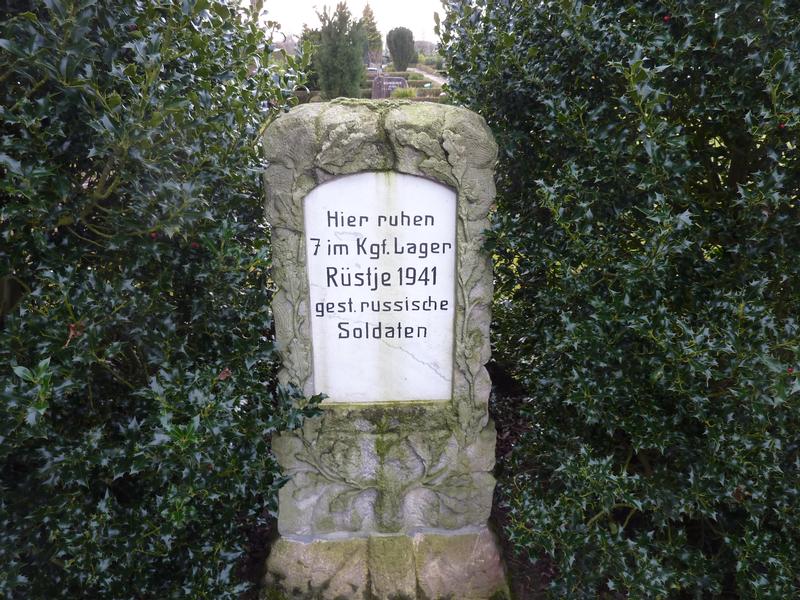 Hier ruhen
7 im Kgf. Lager
Rüstje 1941
gest. russische
Soldaten